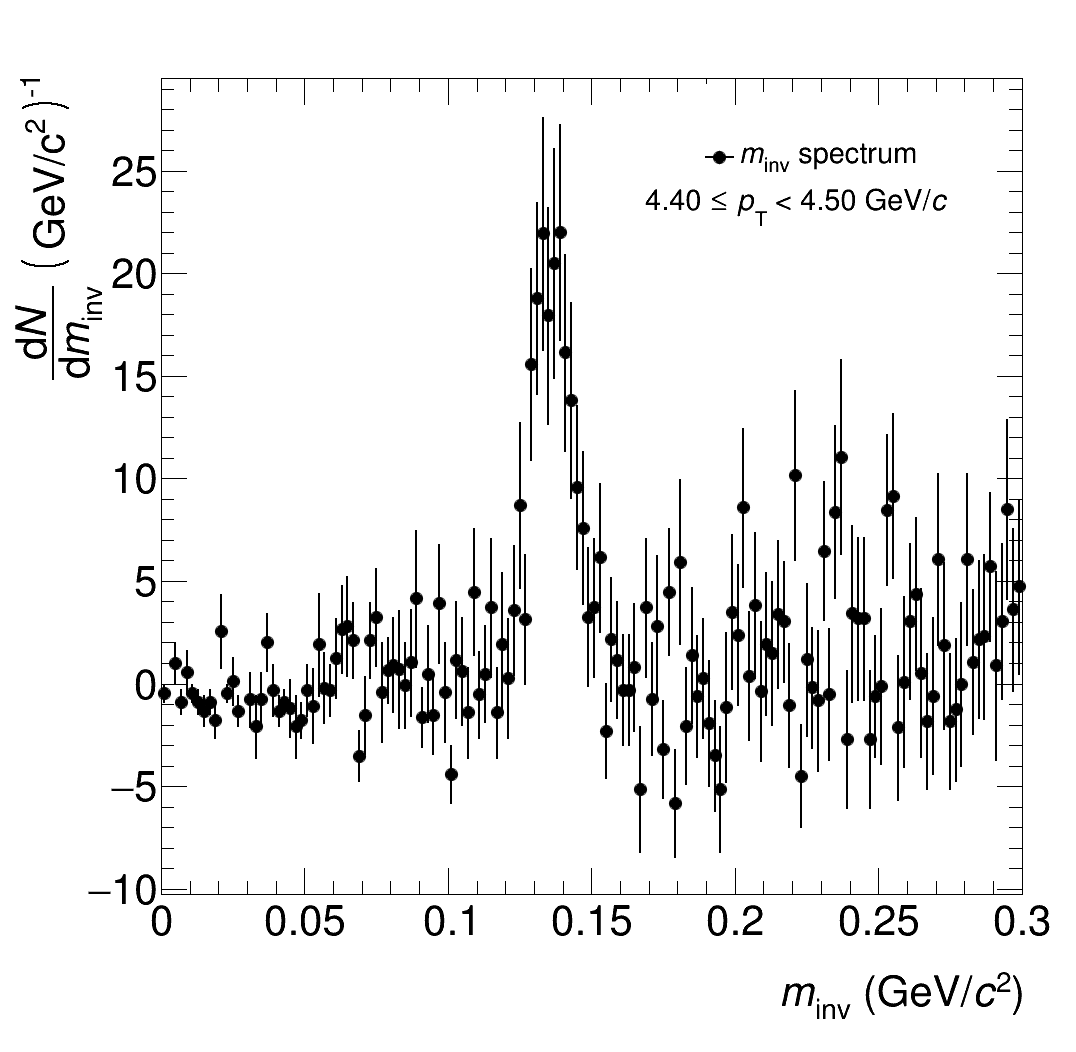 dN/dm_inv (GeV/c²)⁻¹
m_inv spectrum
4.40 ≤ p_T < 4.50 GeV/c
25
20
15
10
5
0
−5
−10
0 0.05 0.1 0.15 0.2 0.25 0.3
m_inv (GeV/c²)